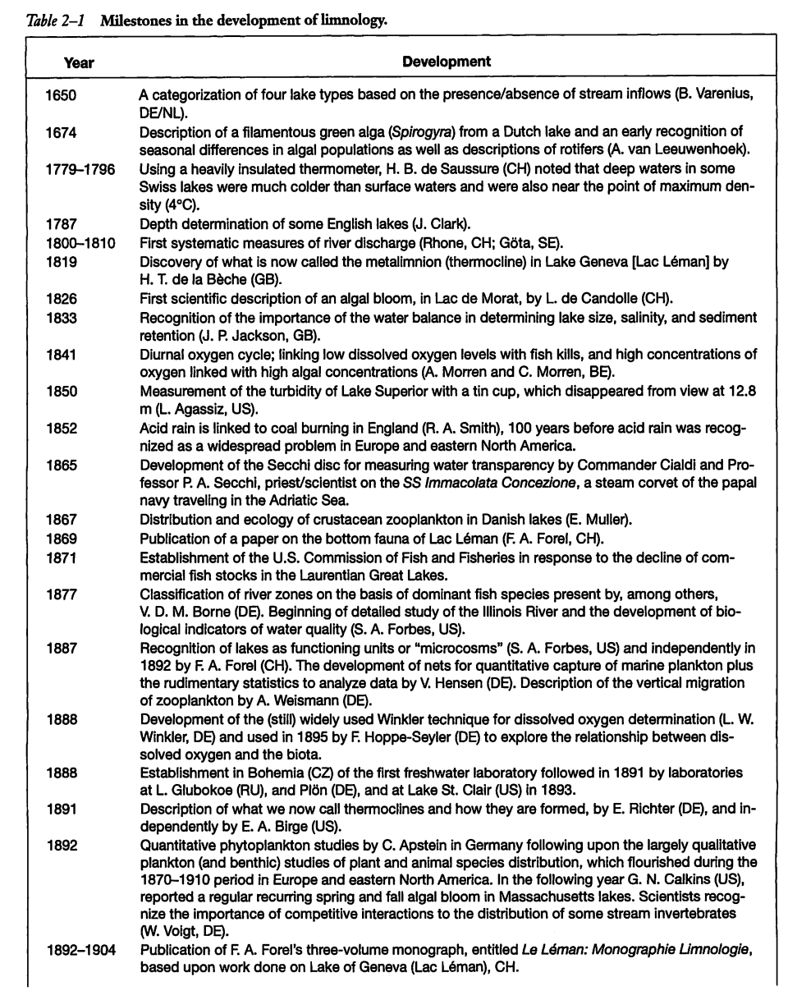 Table 2–1 Milestones in the development of limnology.
Year Development
1650 A categorization of four lake types based on the presence/absence of stream inflows (B. Varenius,
DE/NL).
1674 Description of a filamentous green alga (Spirogyra) from a Dutch lake and an early recognition of
seasonal differences in algal populations as well as descriptions of rotifers (A. van Leeuwenhoek).
1779–1796 Using a heavily insulated thermometer, H. B. de Saussure (CH) noted that deep waters in some
Swiss lakes were much colder than surface waters and were also near the point of maximum den-
sity (4°C).
1787 Depth determination of some English lakes (J. Clark).
1800–1810 First systematic measures of river discharge (Rhone, CH; Göta, SE).
1819 Discovery of what is now called the metalimnion (thermocline) in Lake Geneva [Lac Léman] by
H. T. de la Bèche (GB).
1826 First scientific description of an algal bloom, in Lac de Morat, by L. de Candolle (CH).
1833 Recognition of the importance of the water balance in determining lake size, salinity, and sediment
retention (J. P. Jackson, GB).
1841 Diurnal oxygen cycle; linking low dissolved oxygen levels with fish kills, and high concentrations of
oxygen linked with high algal concentrations (A. Morren and C. Morren, BE).
1850 Measurement of the turbidity of Lake Superior with a tin cup, which disappeared from view at 12.8
m (L. Agassiz, US).
1852 Acid rain is linked to coal burning in England (R. A. Smith), 100 years before acid rain was recog-
nized as a widespread problem in Europe and eastern North America.
1865 Development of the Secchi disc for measuring water transparency by Commander Cialdi and Pro-
fessor P. A. Secchi, priest/scientist on the SS Immacolata Concezione, a steam corvet of the papal
navy traveling in the Adriatic Sea.
1867 Distribution and ecology of crustacean zooplankton in Danish lakes (E. Muller).
1869 Publication of a paper on the bottom fauna of Lac Léman (F. A. Forel, CH).
1871 Establishment of the U.S. Commission of Fish and Fisheries in response to the decline of com-
mercial fish stocks in the Laurentian Great Lakes.
1877 Classification of river zones on the basis of dominant fish species present by, among others,
V. D. M. Borne (DE). Beginning of detailed study of the Illinois River and the development of bio-
logical indicators of water quality (S. A. Forbes, US).
1887 Recognition of lakes as functioning units or “microcosms” (S. A. Forbes, US) and independently in
1892 by F. A. Forel (CH). The development of nets for quantitative capture of marine plankton plus
the rudimentary statistics to analyze data by V. Hensen (DE). Description of the vertical migration
of zooplankton by A. Weismann (DE).
1888 Development of the (still) widely used Winkler technique for dissolved oxygen determination (L. W.
Winkler, DE) and used in 1895 by F. Hoppe-Seyler (DE) to explore the relationship between dis-
solved oxygen and the biota.
1888 Establishment in Bohemia (CZ) of the first freshwater laboratory followed in 1891 by laboratories
at L. Glubokoe (RU), and Plön (DE), and at Lake St. Clair (US) in 1893.
1891 Description of what we now call thermoclines and how they are formed, by E. Richter (DE), and in-
dependently by E. A. Birge (US).
1892 Quantitative phytoplankton studies by C. Apstein in Germany following upon the largely qualitative
plankton (and benthic) studies of plant and animal species distribution, which flourished during the
1870–1910 period in Europe and eastern North America. In the following year G. N. Calkins (US),
reported a regular recurring spring and fall algal bloom in Massachusetts lakes. Scientists recog-
nize the importance of competitive interactions to the distribution of some stream invertebrates
(W. Voigt, DE).
1892–1904 Publication of F. A. Forel’s three-volume monograph, entitled Le Léman: Monographie Limnologie,
based upon work done on Lake of Geneva (Lac Léman), CH.